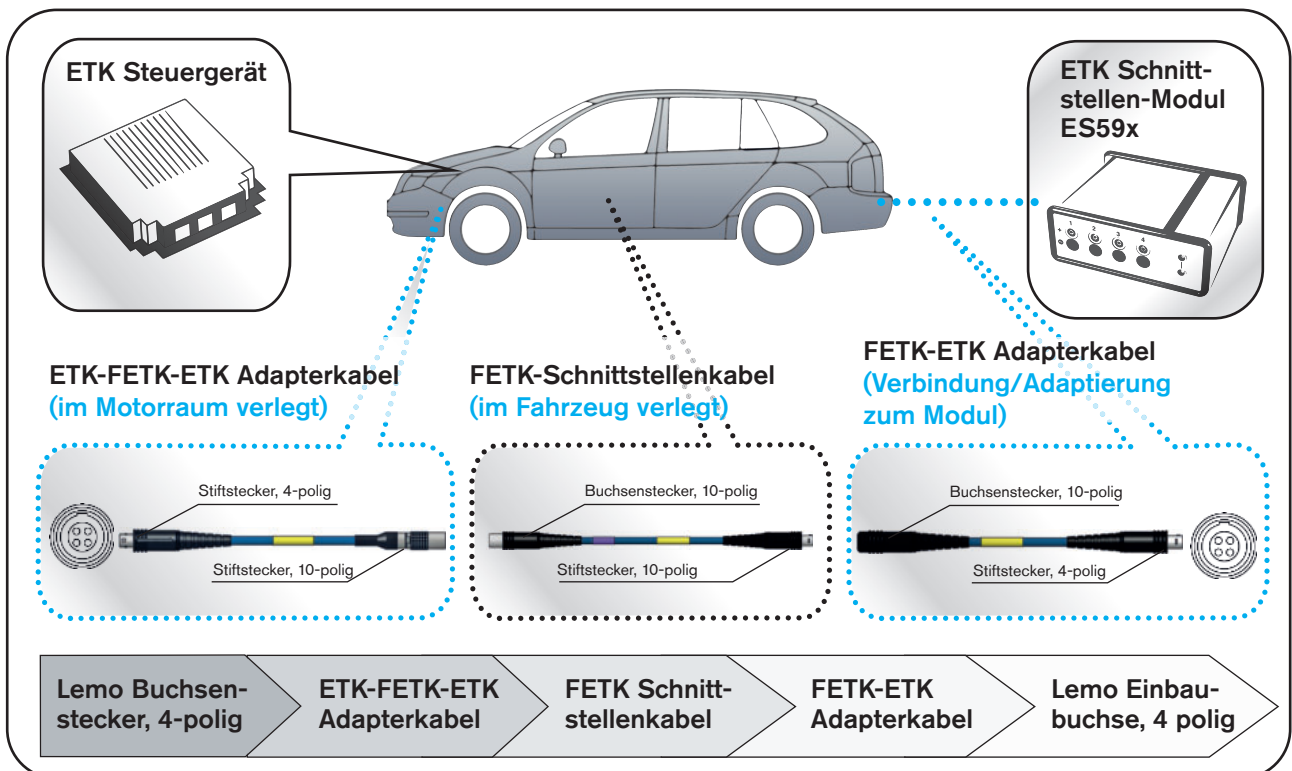 ETK Steuergerät
ETK Schnitt-
stellen-Modul
ES59x
1
2
3
4
ETK-FETK-ETK Adapterkabel
(im Motorraum verlegt)
FETK-Schnittstellenkabel
(im Fahrzeug verlegt)
FETK-ETK Adapterkabel
(Verbindung/Adaptierung
zum Modul)
Stiftstecker, 4-polig
Stiftstecker, 10-polig
Buchsenstecker, 10-polig
Stiftstecker, 10-polig
Buchsenstecker, 10-polig
Stiftstecker, 4-polig
Lemo Buchsen-
stecker, 4-polig
ETK-FETK-ETK
Adapterkabel
FETK Schnitt-
stellenkabel
FETK-ETK
Adapterkabel
Lemo Einbau-
buchse, 4 polig